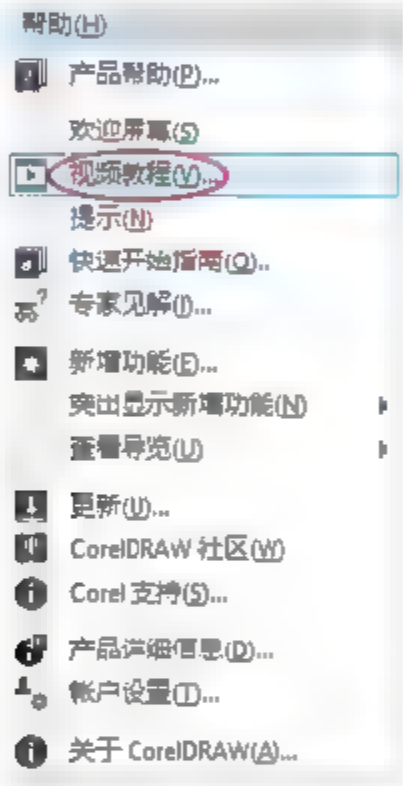 帮助(H)
产品帮助(P)...
欢迎屏幕(S)
视频教程(V)...
提示(N)
快速开始指南(Q)...
专家见解(I)...
新增功能(E)...
突出显示新增功能(N)
查看导览(U)
更新(U)...
CorelDRAW 社区(W)
Corel 支持(S)...
产品详细信息(D)...
帐户设置(T)...
关于 CorelDRAW(A)...